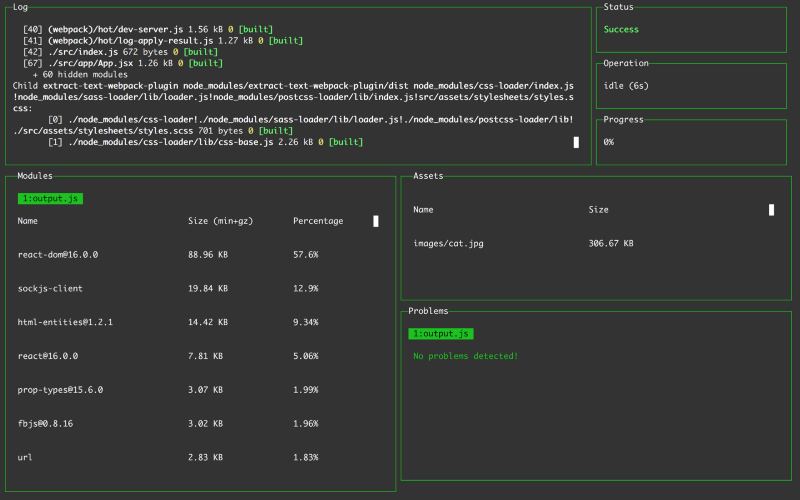 Log
[40] (webpack)/hot/dev-server.js 1.56 kB 0 [built]
[41] (webpack)/hot/log-apply-result.js 1.27 kB 0 [built]
[42] ./src/index.js 672 bytes 0 [built]
[67] ./src/app/App.jsx 1.26 kB 0 [built]
+ 60 hidden modules
Child extract-text-webpack-plugin node_modules/extract-text-webpack-plugin/dist node_modules/css-loader/index.js
!node_modules/sass-loader/lib/loader.js!node_modules/postcss-loader/lib/index.js!src/assets/stylesheets/styles.s
css:
[0] ./node_modules/css-loader!./node_modules/sass-loader/lib/loader.js!./node_modules/postcss-loader/lib!
./src/assets/stylesheets/styles.scss 701 bytes 0 [built]
[1] ./node_modules/css-loader/lib/css-base.js 2.26 kB 0 [built]
Status
Success
Operation
idle (6s)
Progress
0%
Modules
1:output.js
Name Size (min+gz) Percentage
react-dom@16.0.0 88.96 KB 57.6%
sockjs-client 19.84 KB 12.9%
html-entities@1.2.1 14.42 KB 9.34%
react@16.0.0 7.81 KB 5.06%
prop-types@15.6.0 3.07 KB 1.99%
fbjs@0.8.16 3.02 KB 1.96%
url 2.83 KB 1.83%
Assets
Name Size
images/cat.jpg 306.67 KB
Problems
1:output.js
No problems detected!